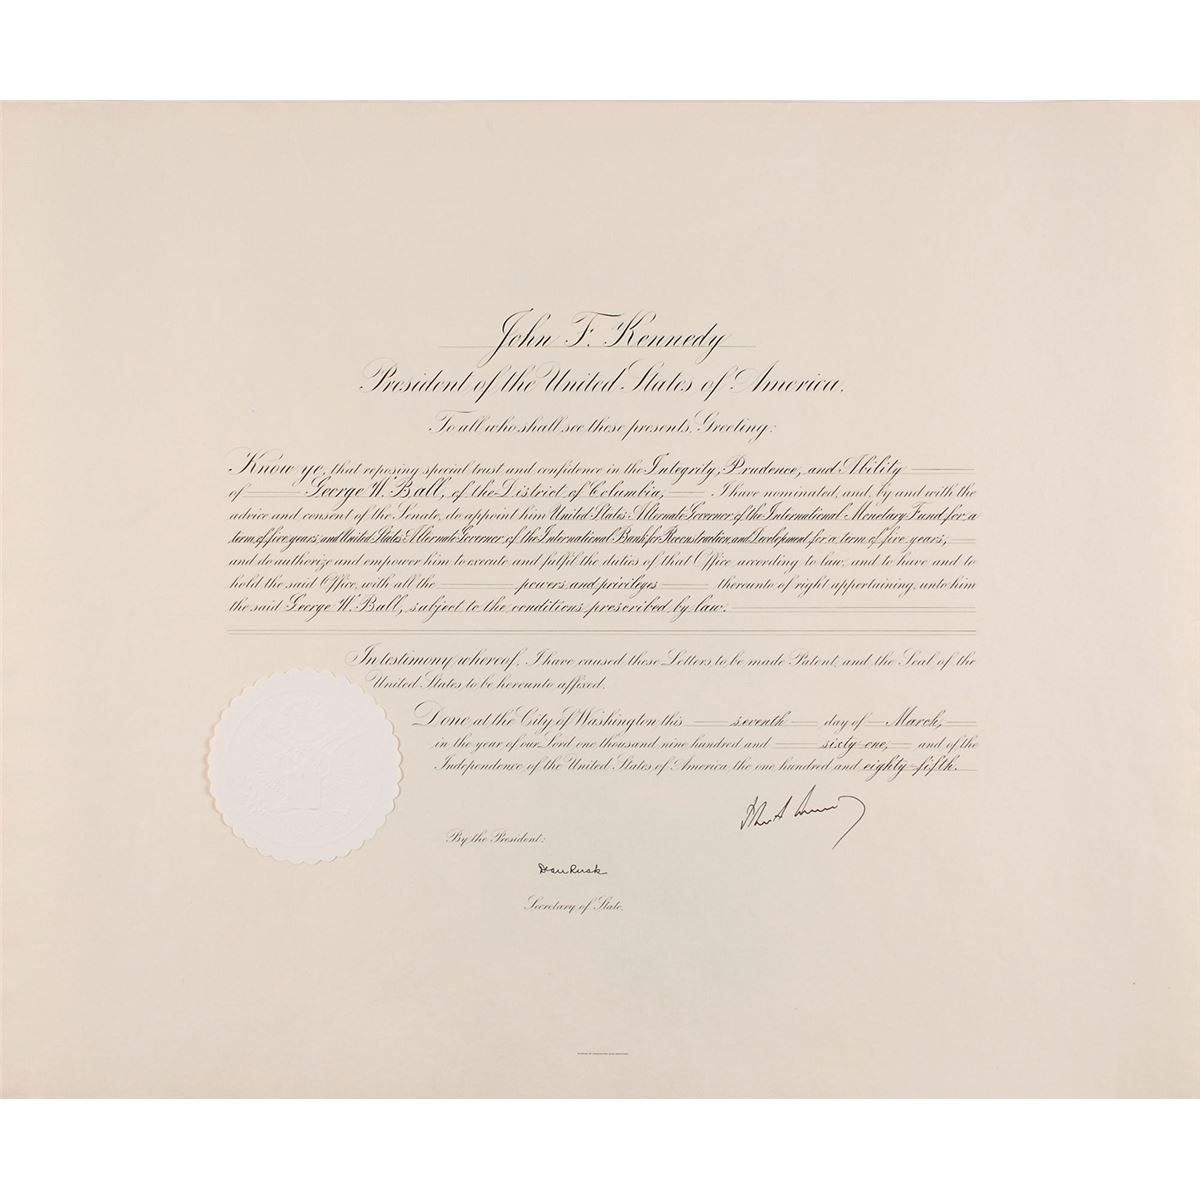 John F. Kennedy
President of the United States of America.
To all who shall see these presents, Greeting:
Know ye, that reposing special trust and confidence in the Integrity, Prudence, and Ability
of George W. Ball, of the District of Columbia, I have nominated, and, by and with the
advice and consent of the Senate, do appoint him United States Alternate Governor of the International Monetary Fund for a
term of five years, and United States Alternate Governor of the International Bank for Reconstruction and Development for a term of five years,
and do authorize and empower him to execute and fulfil the duties of that Office according to law, and to have and to
hold the said Office, with all the powers and privileges thereunto of right appertaining, unto him
the said George W. Ball, subject to the conditions prescribed by law.
In testimony whereof, I have caused these Letters to be made Patent, and the Seal of the
United States to be hereunto affixed.
Done at the City of Washington this seventh day of March,
in the year of our Lord one thousand nine hundred and sixty-one, and of the
Independence of the United States of America the one hundred and eighty-fifth.
By the President:
Dean Rusk
Secretary of State.